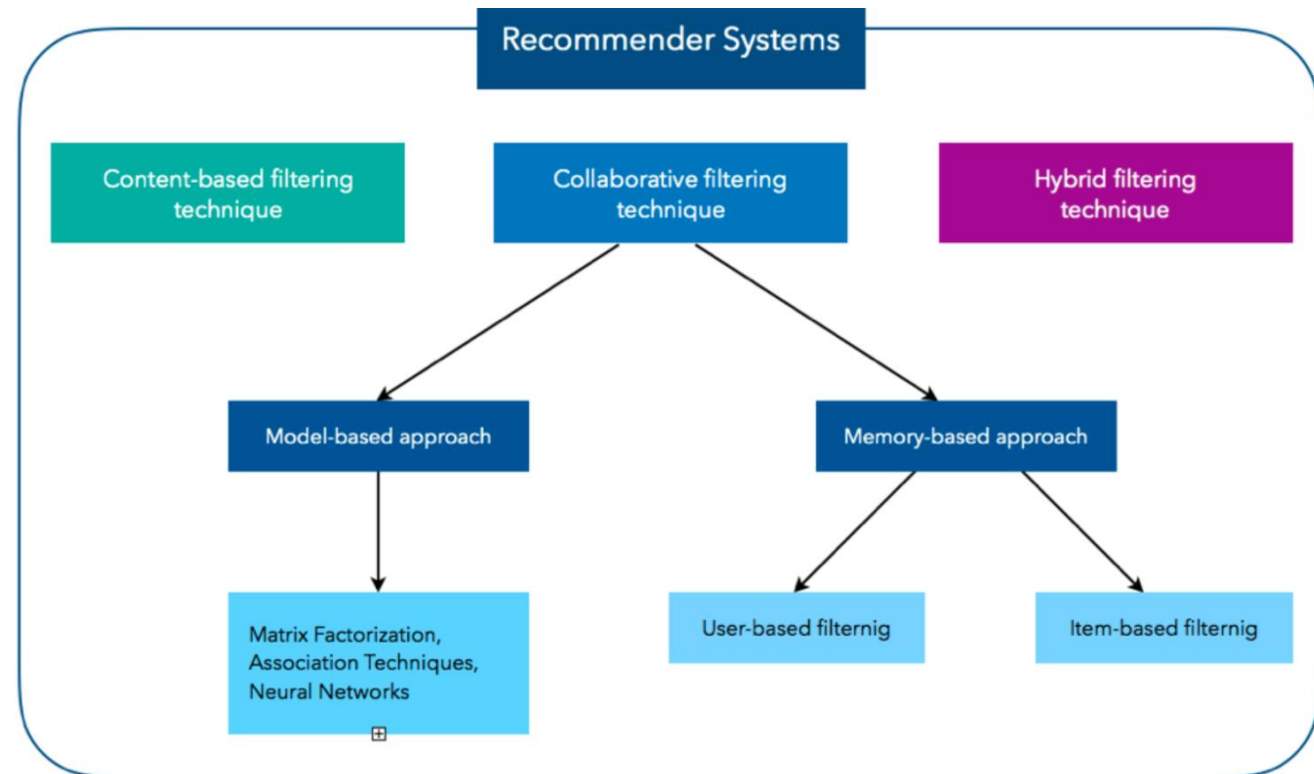 Recommender Systems
Content-based filtering
technique
Collaborative filtering
technique
Hybrid filtering
technique
Model-based approach
Memory-based approach
Matrix Factorization,
Association Techniques,
Neural Networks
User-based filternig
Item-based filternig